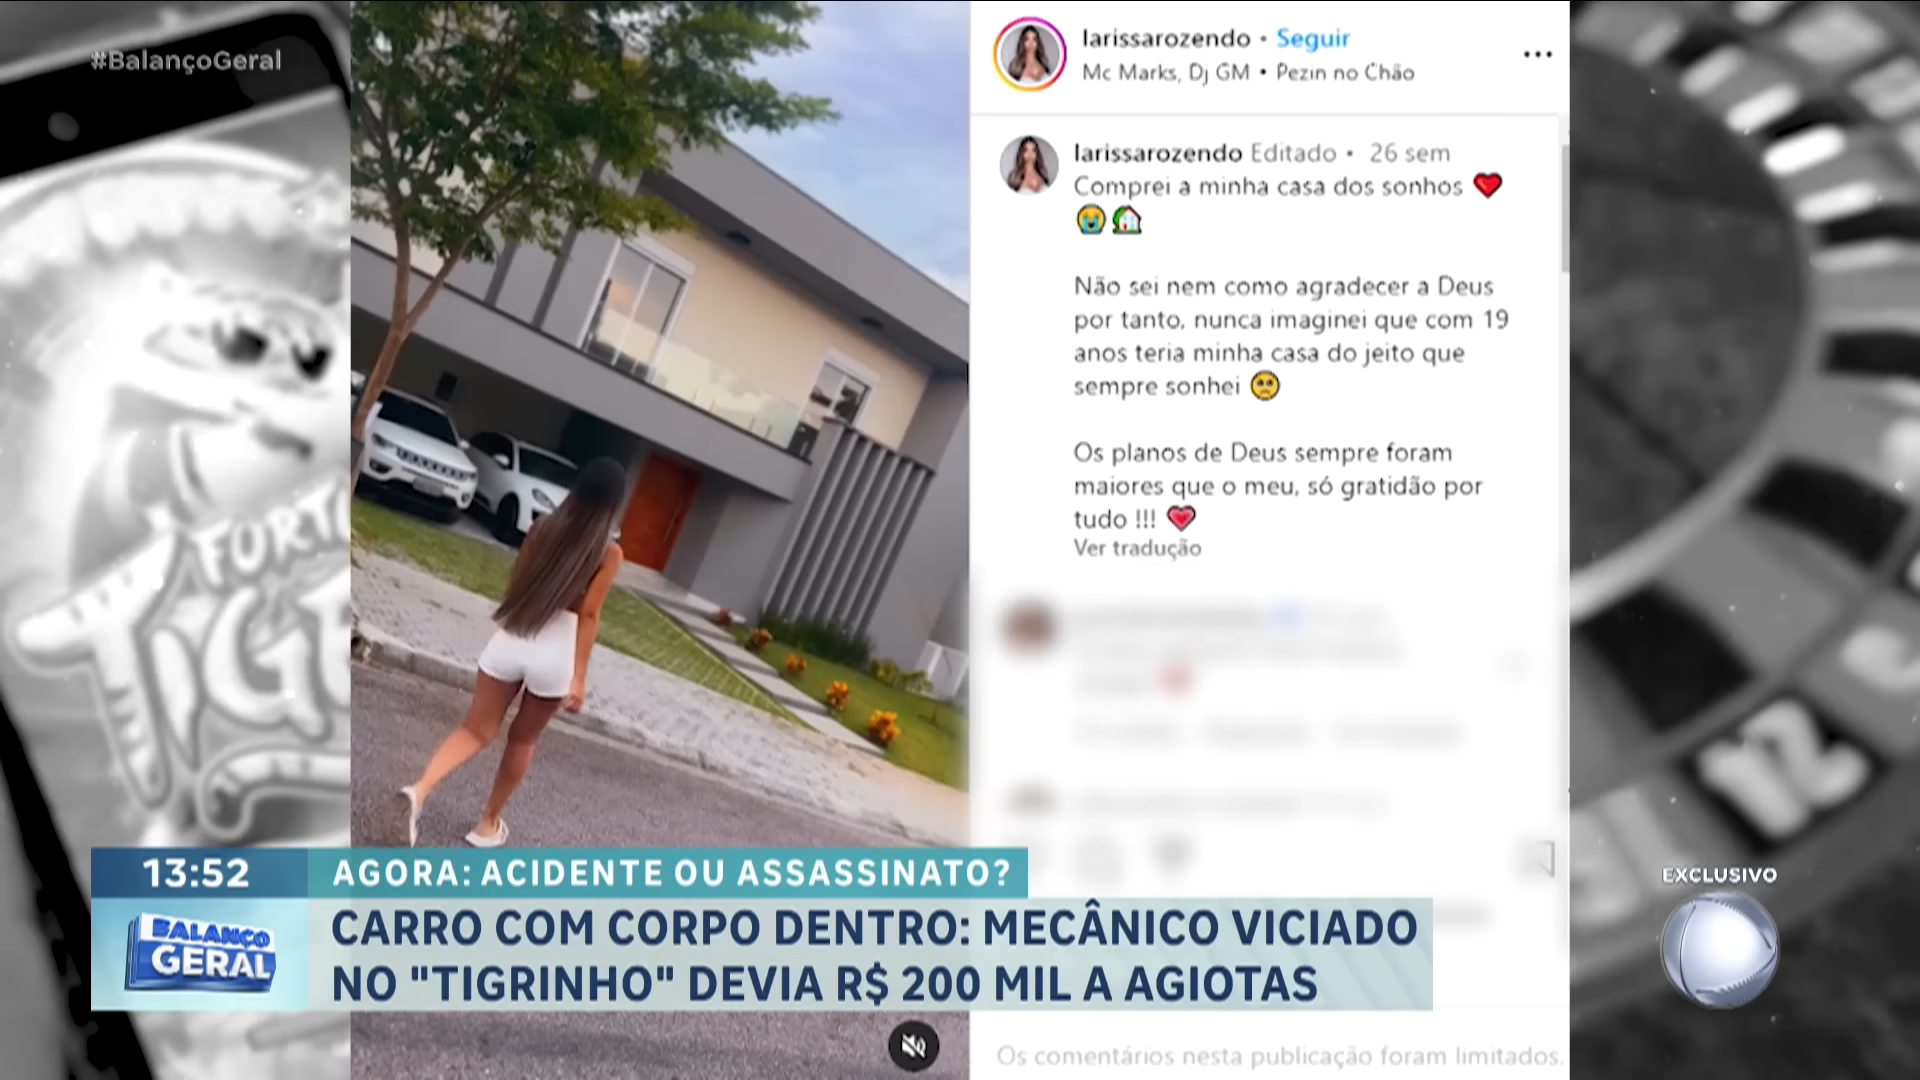 #BalançoGeral
larissarozendo • Seguir
Mc Marks, Dj GM • Pezin no Chão
larissarozendo Editado • 26 sem
Comprei a minha casa dos sonhos ❤️
😭🏡
Não sei nem como agradecer a Deus
por tanto, nunca imaginei que com 19
anos teria minha casa do jeito que
sempre sonhei 🥺
Os planos de Deus sempre foram
maiores que o meu, só gratidão por
tudo !!! 💗
Ver tradução
FORT
TIG
12
13:52
AGORA: ACIDENTE OU ASSASSINATO?
BALANÇO
GERAL
CARRO COM CORPO DENTRO: MECÂNICO VICIADO
NO "TIGRINHO" DEVIA R$ 200 MIL A AGIOTAS
EXCLUSIVO
Os comentários nesta publicação foram limitados.